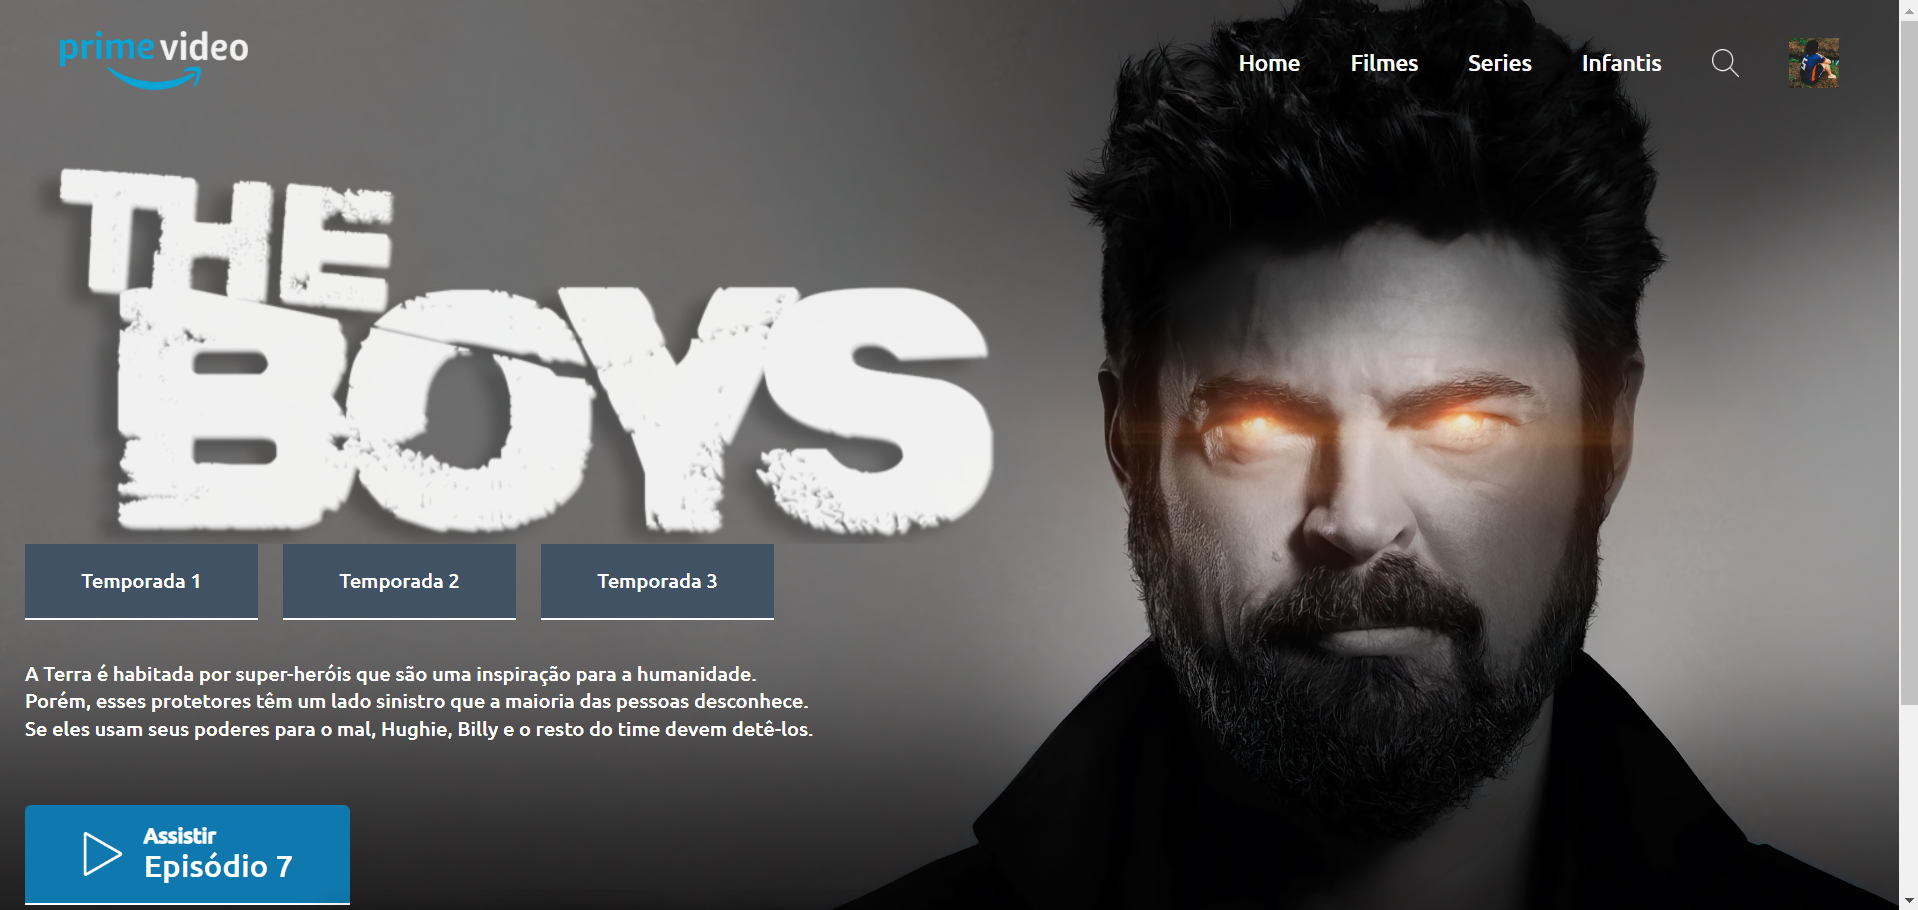 prime video
Home
Filmes
Series
Infantis
THE
BOYS
Temporada 1
Temporada 2
Temporada 3
A Terra é habitada por super-heróis que são uma inspiração para a humanidade.
Porém, esses protetores têm um lado sinistro que a maioria das pessoas desconhece.
Se eles usam seus poderes para o mal, Hughie, Billy e o resto do time devem detê-los.
Assistir
Episódio 7